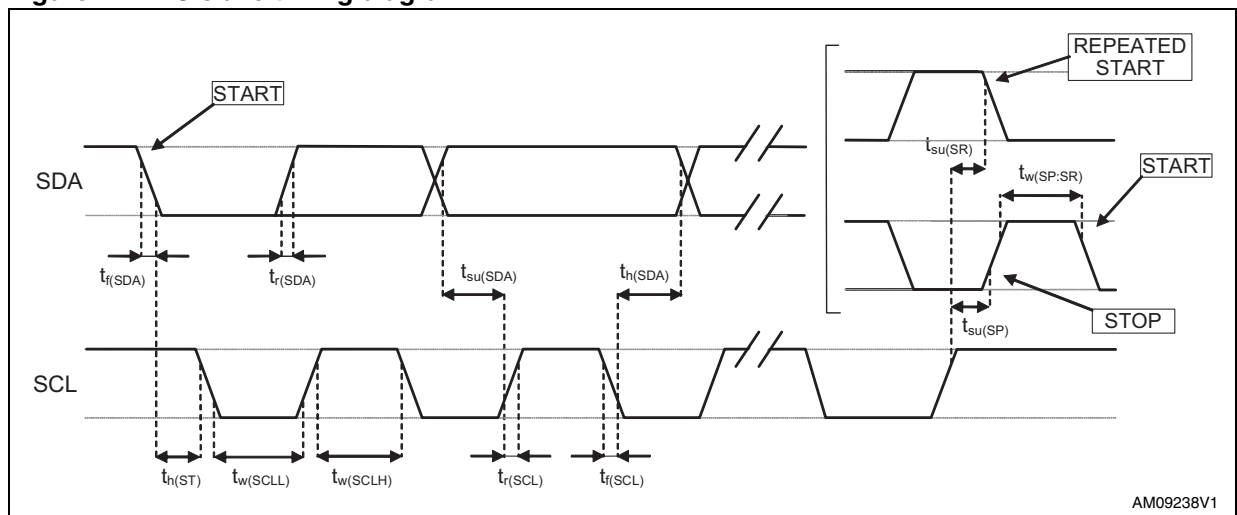 START
REPEATED
START
SDA
tsu(SR)
tw(SP:SR)
START
tf(SDA)
tr(SDA)
tsu(SDA)
th(SDA)
tsu(SP)
STOP
SCL
th(ST)
tw(SCLL)
tw(SCLH)
tr(SCL)
tf(SCL)
AM09238V1